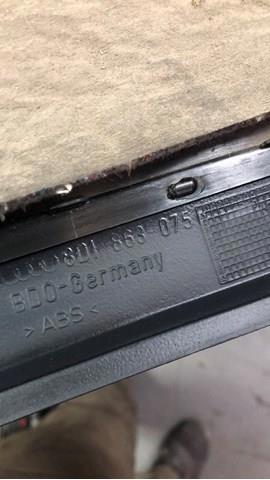 8D1 863 075
BDO-Germany
>ABS<